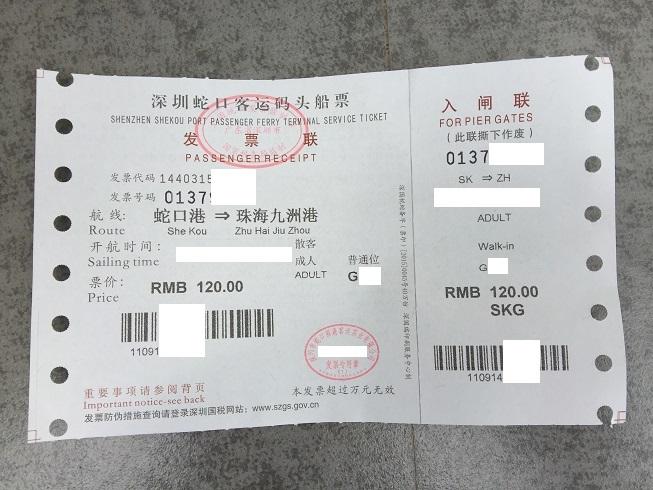 深圳蛇口客运码头船票
SHENZHEN SHEKOU PORT PASSENGER FERRY TERMINAL SERVICE TICKET
发票联
PASSENGER RECEIPT
发票代码 1440315
发票号码 0137
航线: 蛇口港 ⇒ 珠海九洲港
Route She Kou Zhu Hai Jiu Zhou
开航时间: 散客
Sailing time 成人 普通位
ADULT G
票价: RMB 120.00
Price
11091
发票专用章
重要事项请参阅背页 本发票超过万元无效
Important notice-see back
发票防伪措施查询请登录深圳国税网站: www.szgs.gov.cn
入闸联
FOR PIER GATES
(此联撕下作废)
0137
SK ⇒ ZH
ADULT
Walk-in
G
RMB 120.00
SKG
110914